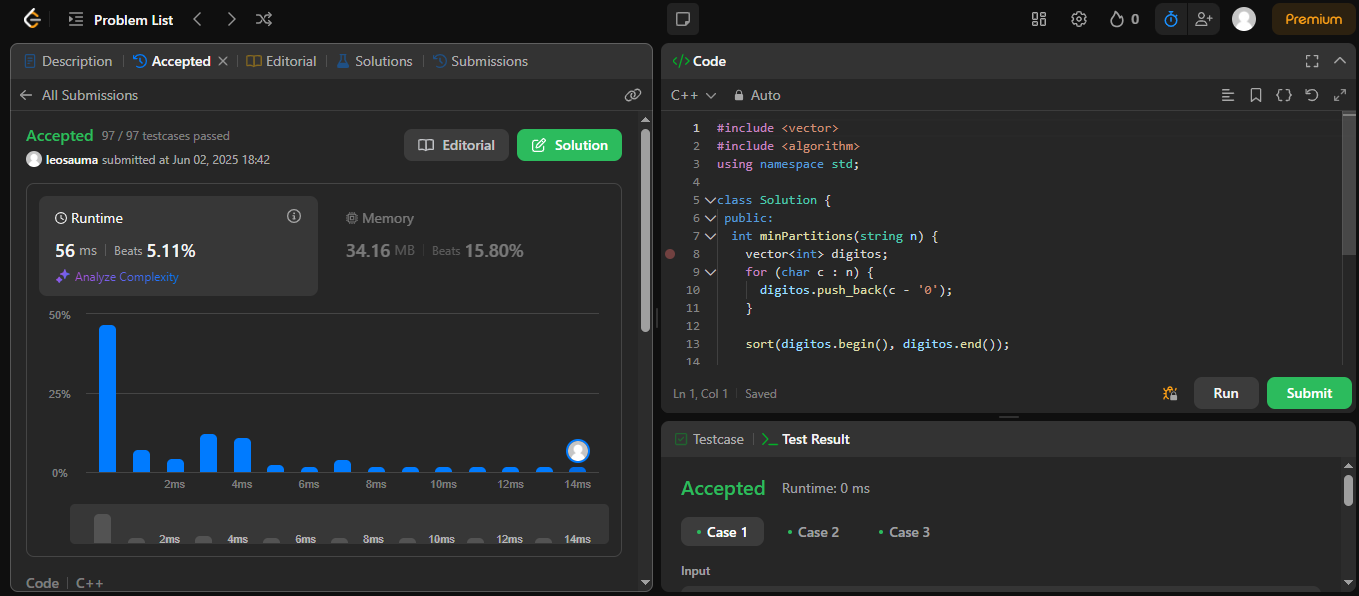 Problem List
0
Premium
Description
Accepted
Editorial
Solutions
Submissions
All Submissions
Accepted 97 / 97 testcases passed
leosauma submitted at Jun 02, 2025 18:42
Editorial
Solution
Runtime
56 ms Beats 5.11%
Analyze Complexity
Memory
34.16 MB Beats 15.80%
50%
25%
0%
2ms 4ms 6ms 8ms 10ms 12ms 14ms
2ms 4ms 6ms 8ms 10ms 12ms 14ms
Code C++
</> Code
C++ Auto
1 #include <vector>
2 #include <algorithm>
3 using namespace std;
4
5 class Solution {
6 public:
7 int minPartitions(string n) {
8 vector<int> digitos;
9 for (char c : n) {
10 digitos.push_back(c - '0');
11 }
12
13 sort(digitos.begin(), digitos.end());
14
Ln 1, Col 1 Saved
Run
Submit
Testcase
Test Result
Accepted Runtime: 0 ms
Case 1 Case 2 Case 3
Input